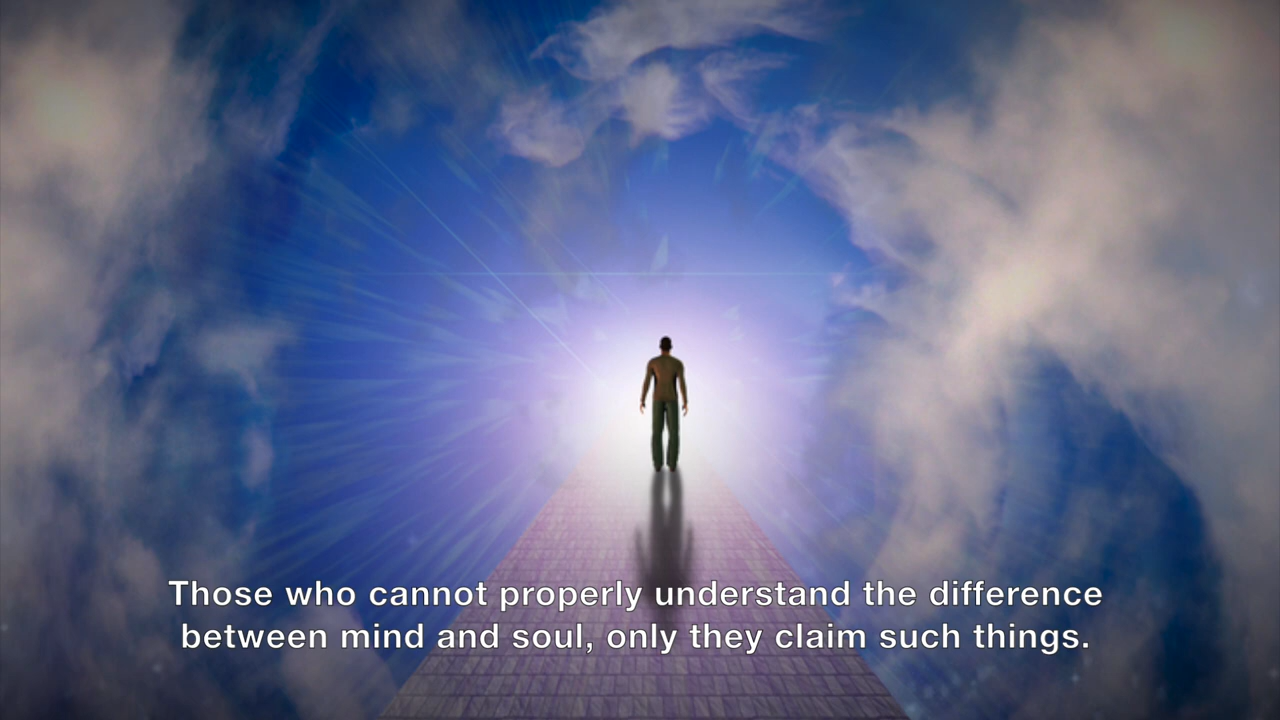 Those who cannot properly understand the difference
between mind and soul, only they claim such things.